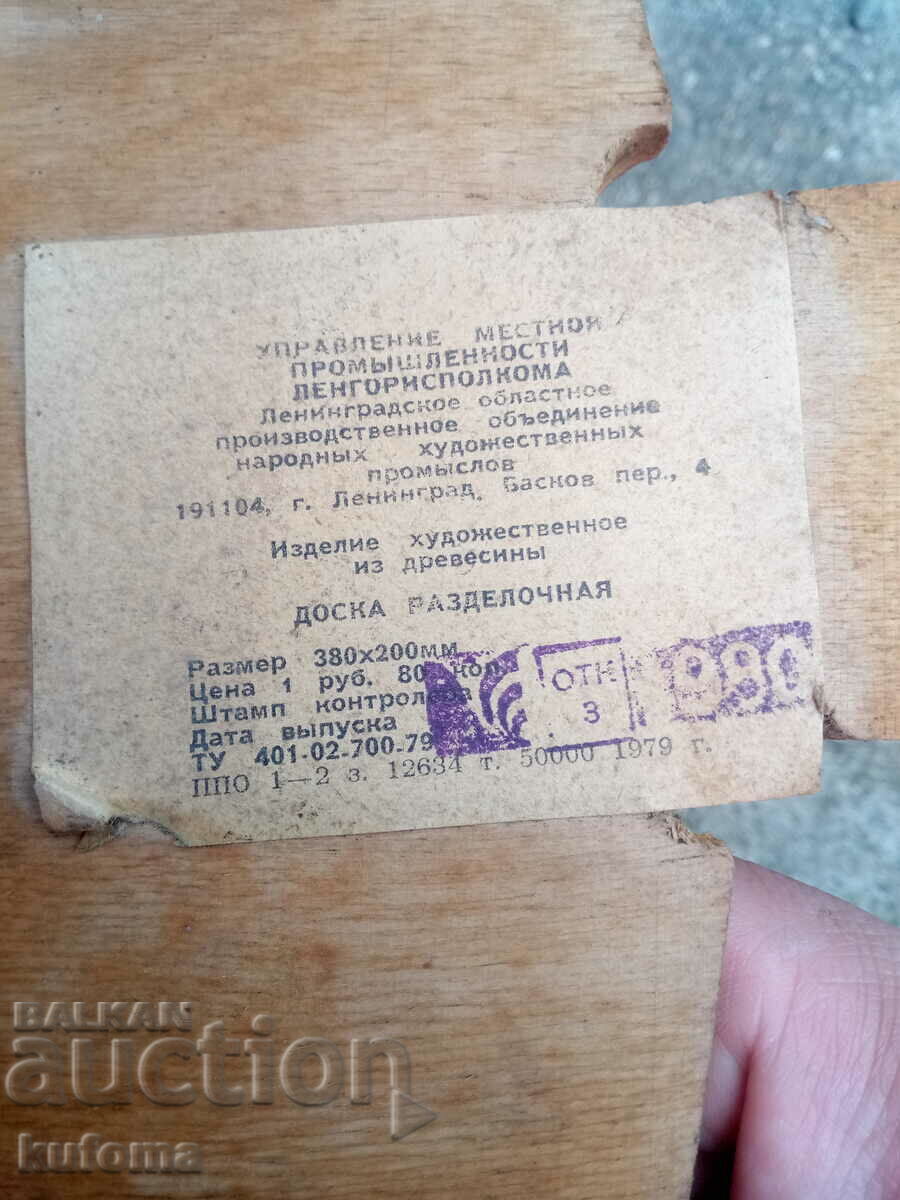 УПРАВЛЕНИЕ МЕСТНОЙ
ПРОМЫШЛЕННОСТИ
ЛЕНГОРИСПОЛКОМА
Ленинградское областное
производственное объединение
народных художественных
промыслов
191104, г. Ленинград, Басков пер., 4
Изделие художественное
из древесины
ДОСКА РАЗДЕЛОЧНАЯ
Размер 380х200мм
Цена 1 руб. 80 коп
Штамп контролера
Дата выпуска
ТУ 401-02-700-79
ППО 1—2 з. 12634 т. 50000 1979 г.
ОТК
3
1980
BALKAN
auction
kufoma